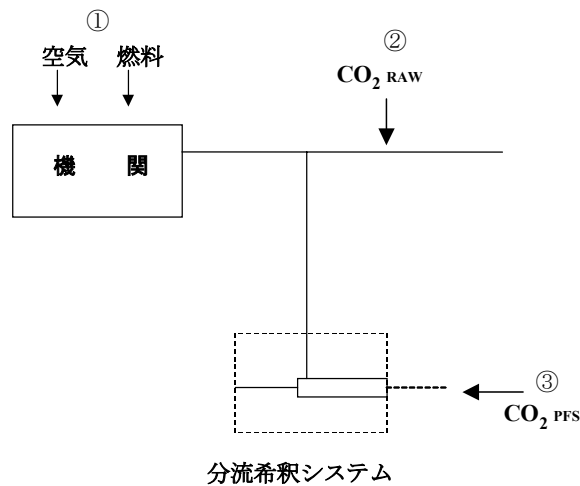 ①
空気 燃料
②
CO₂ RAW
機 関
③
CO₂ PFS
分流希釈システム